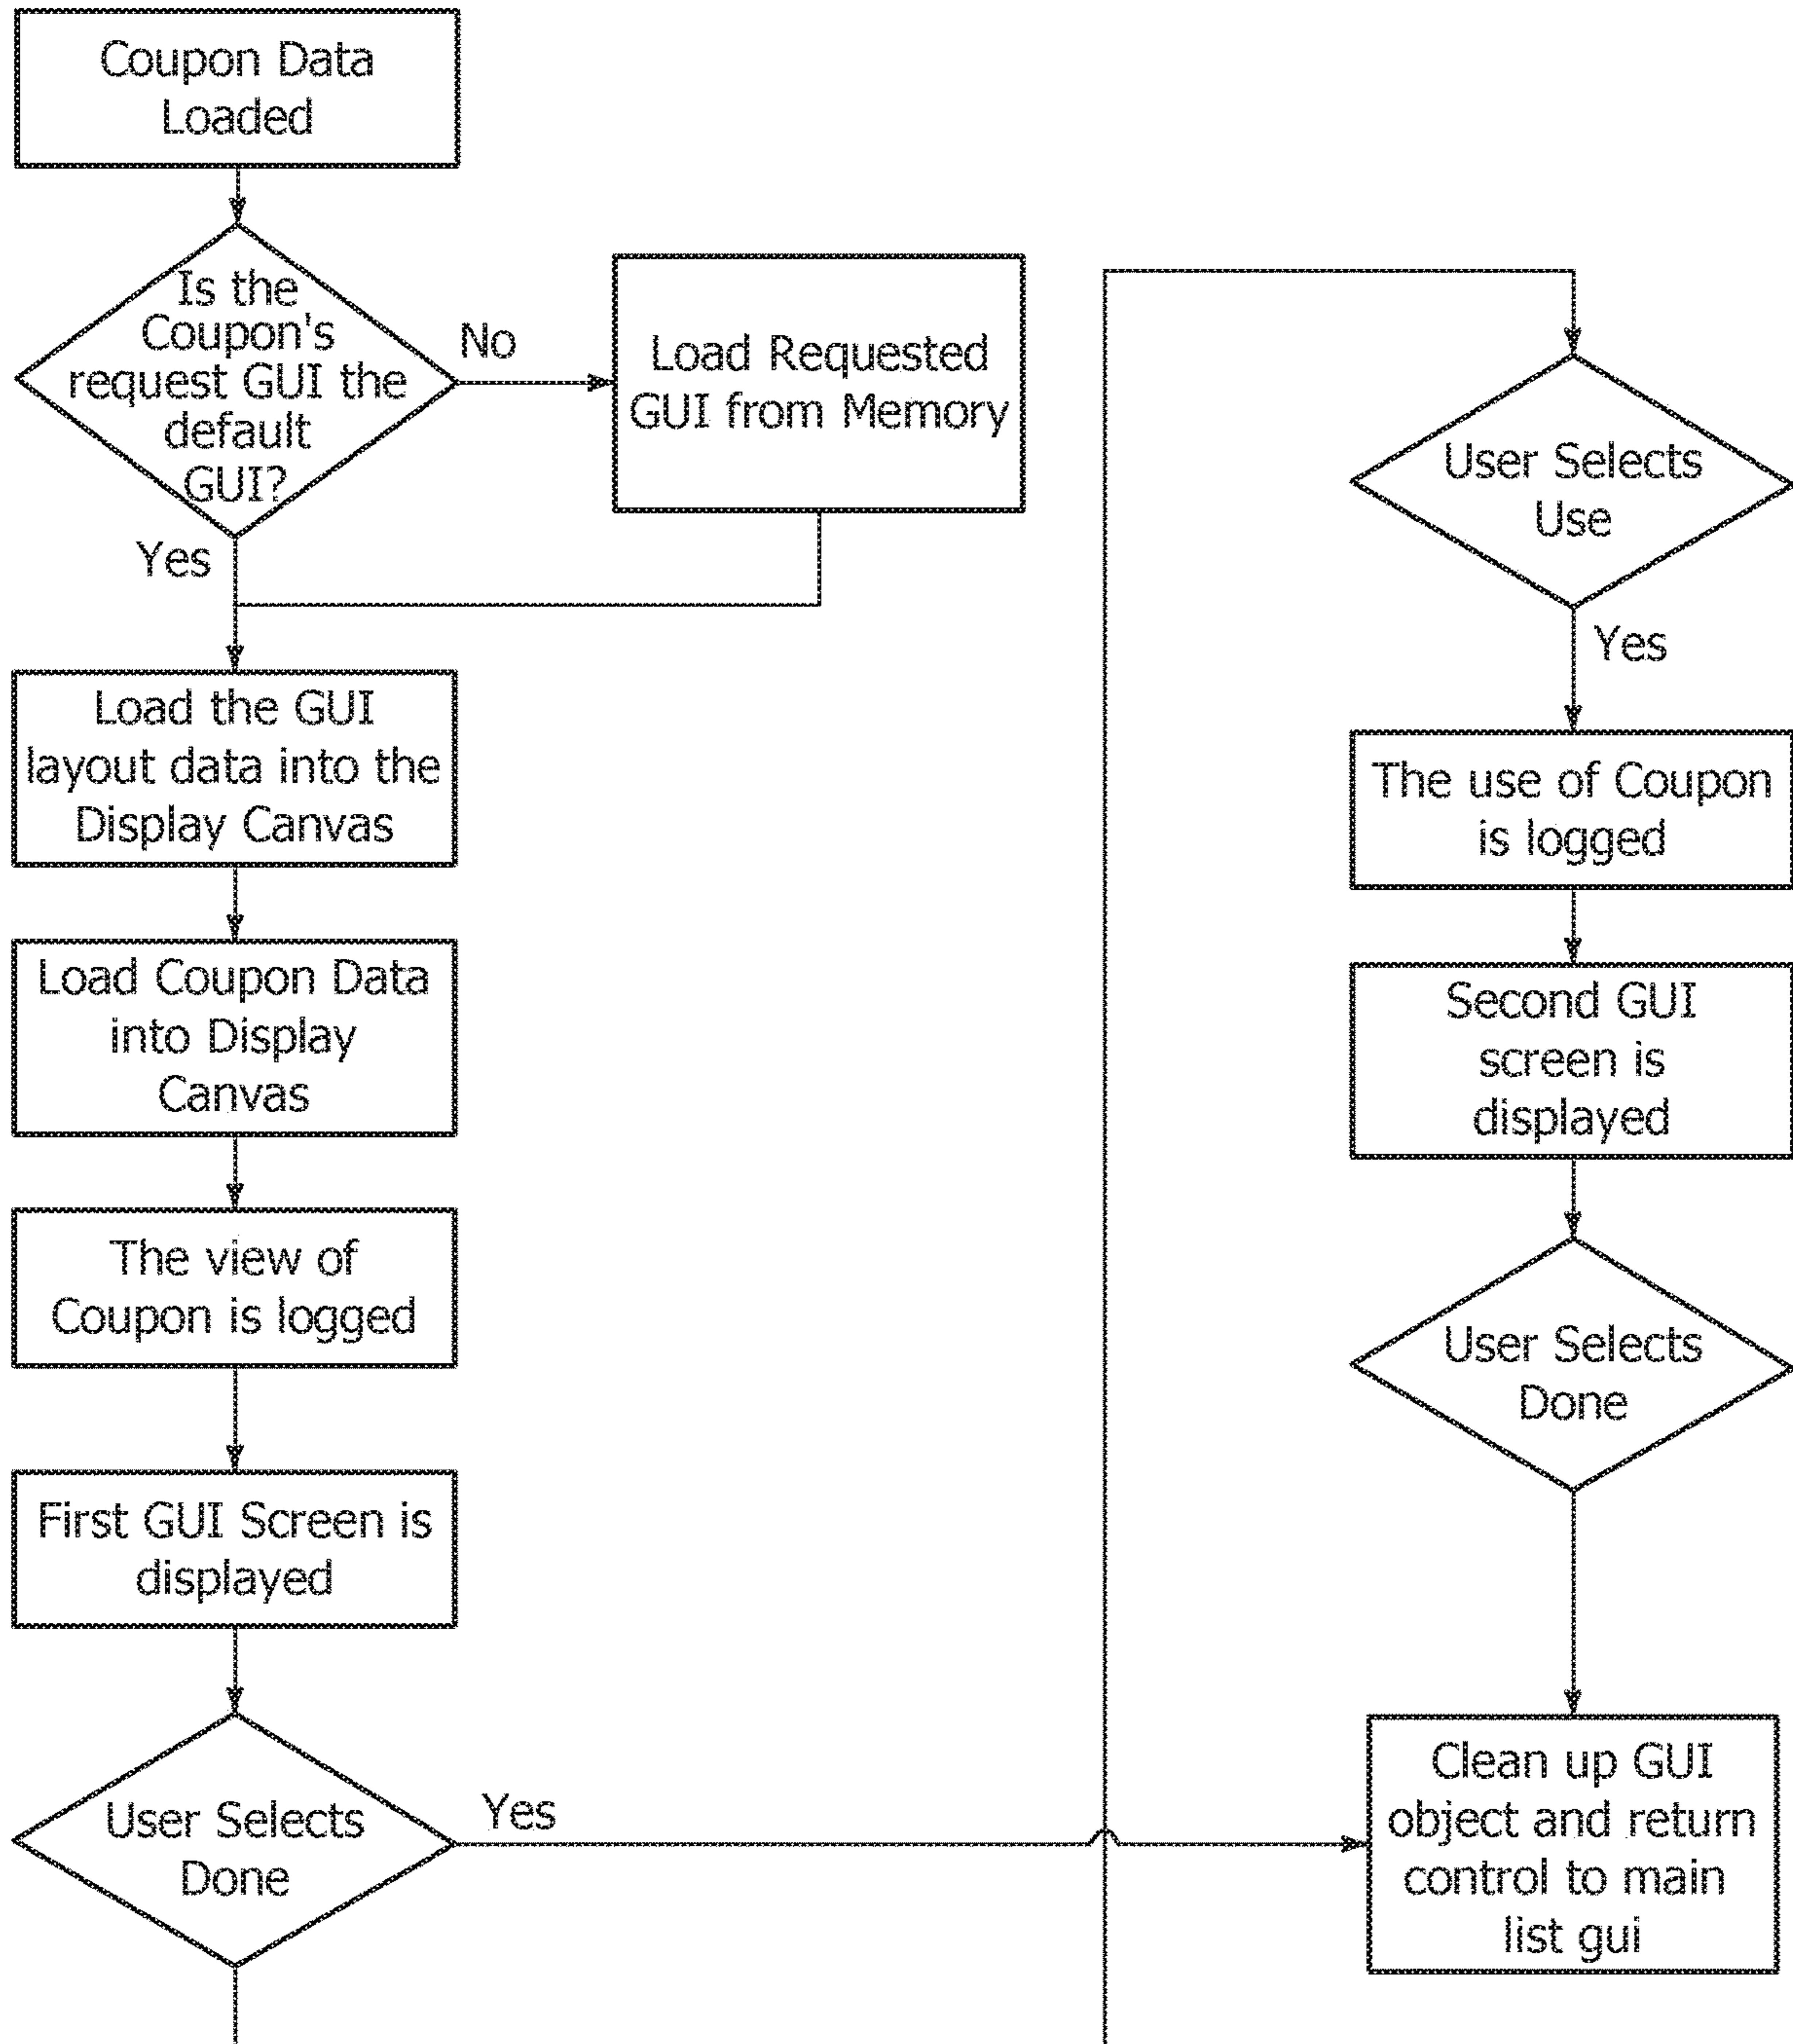 Coupon Data
Loaded
Is the
Coupon's
request GUI the
default
GUI?
No
Load Requested
GUI from Memory
Yes
Load the GUI
layout data into the
Display Canvas
Load Coupon Data
into Display
Canvas
The view of
Coupon is logged
First GUI Screen is
displayed
User Selects
Done
Yes
User Selects
Use
Yes
The use of Coupon
is logged
Second GUI
screen is
displayed
User Selects
Done
Clean up GUI
object and return
control to main
list gui